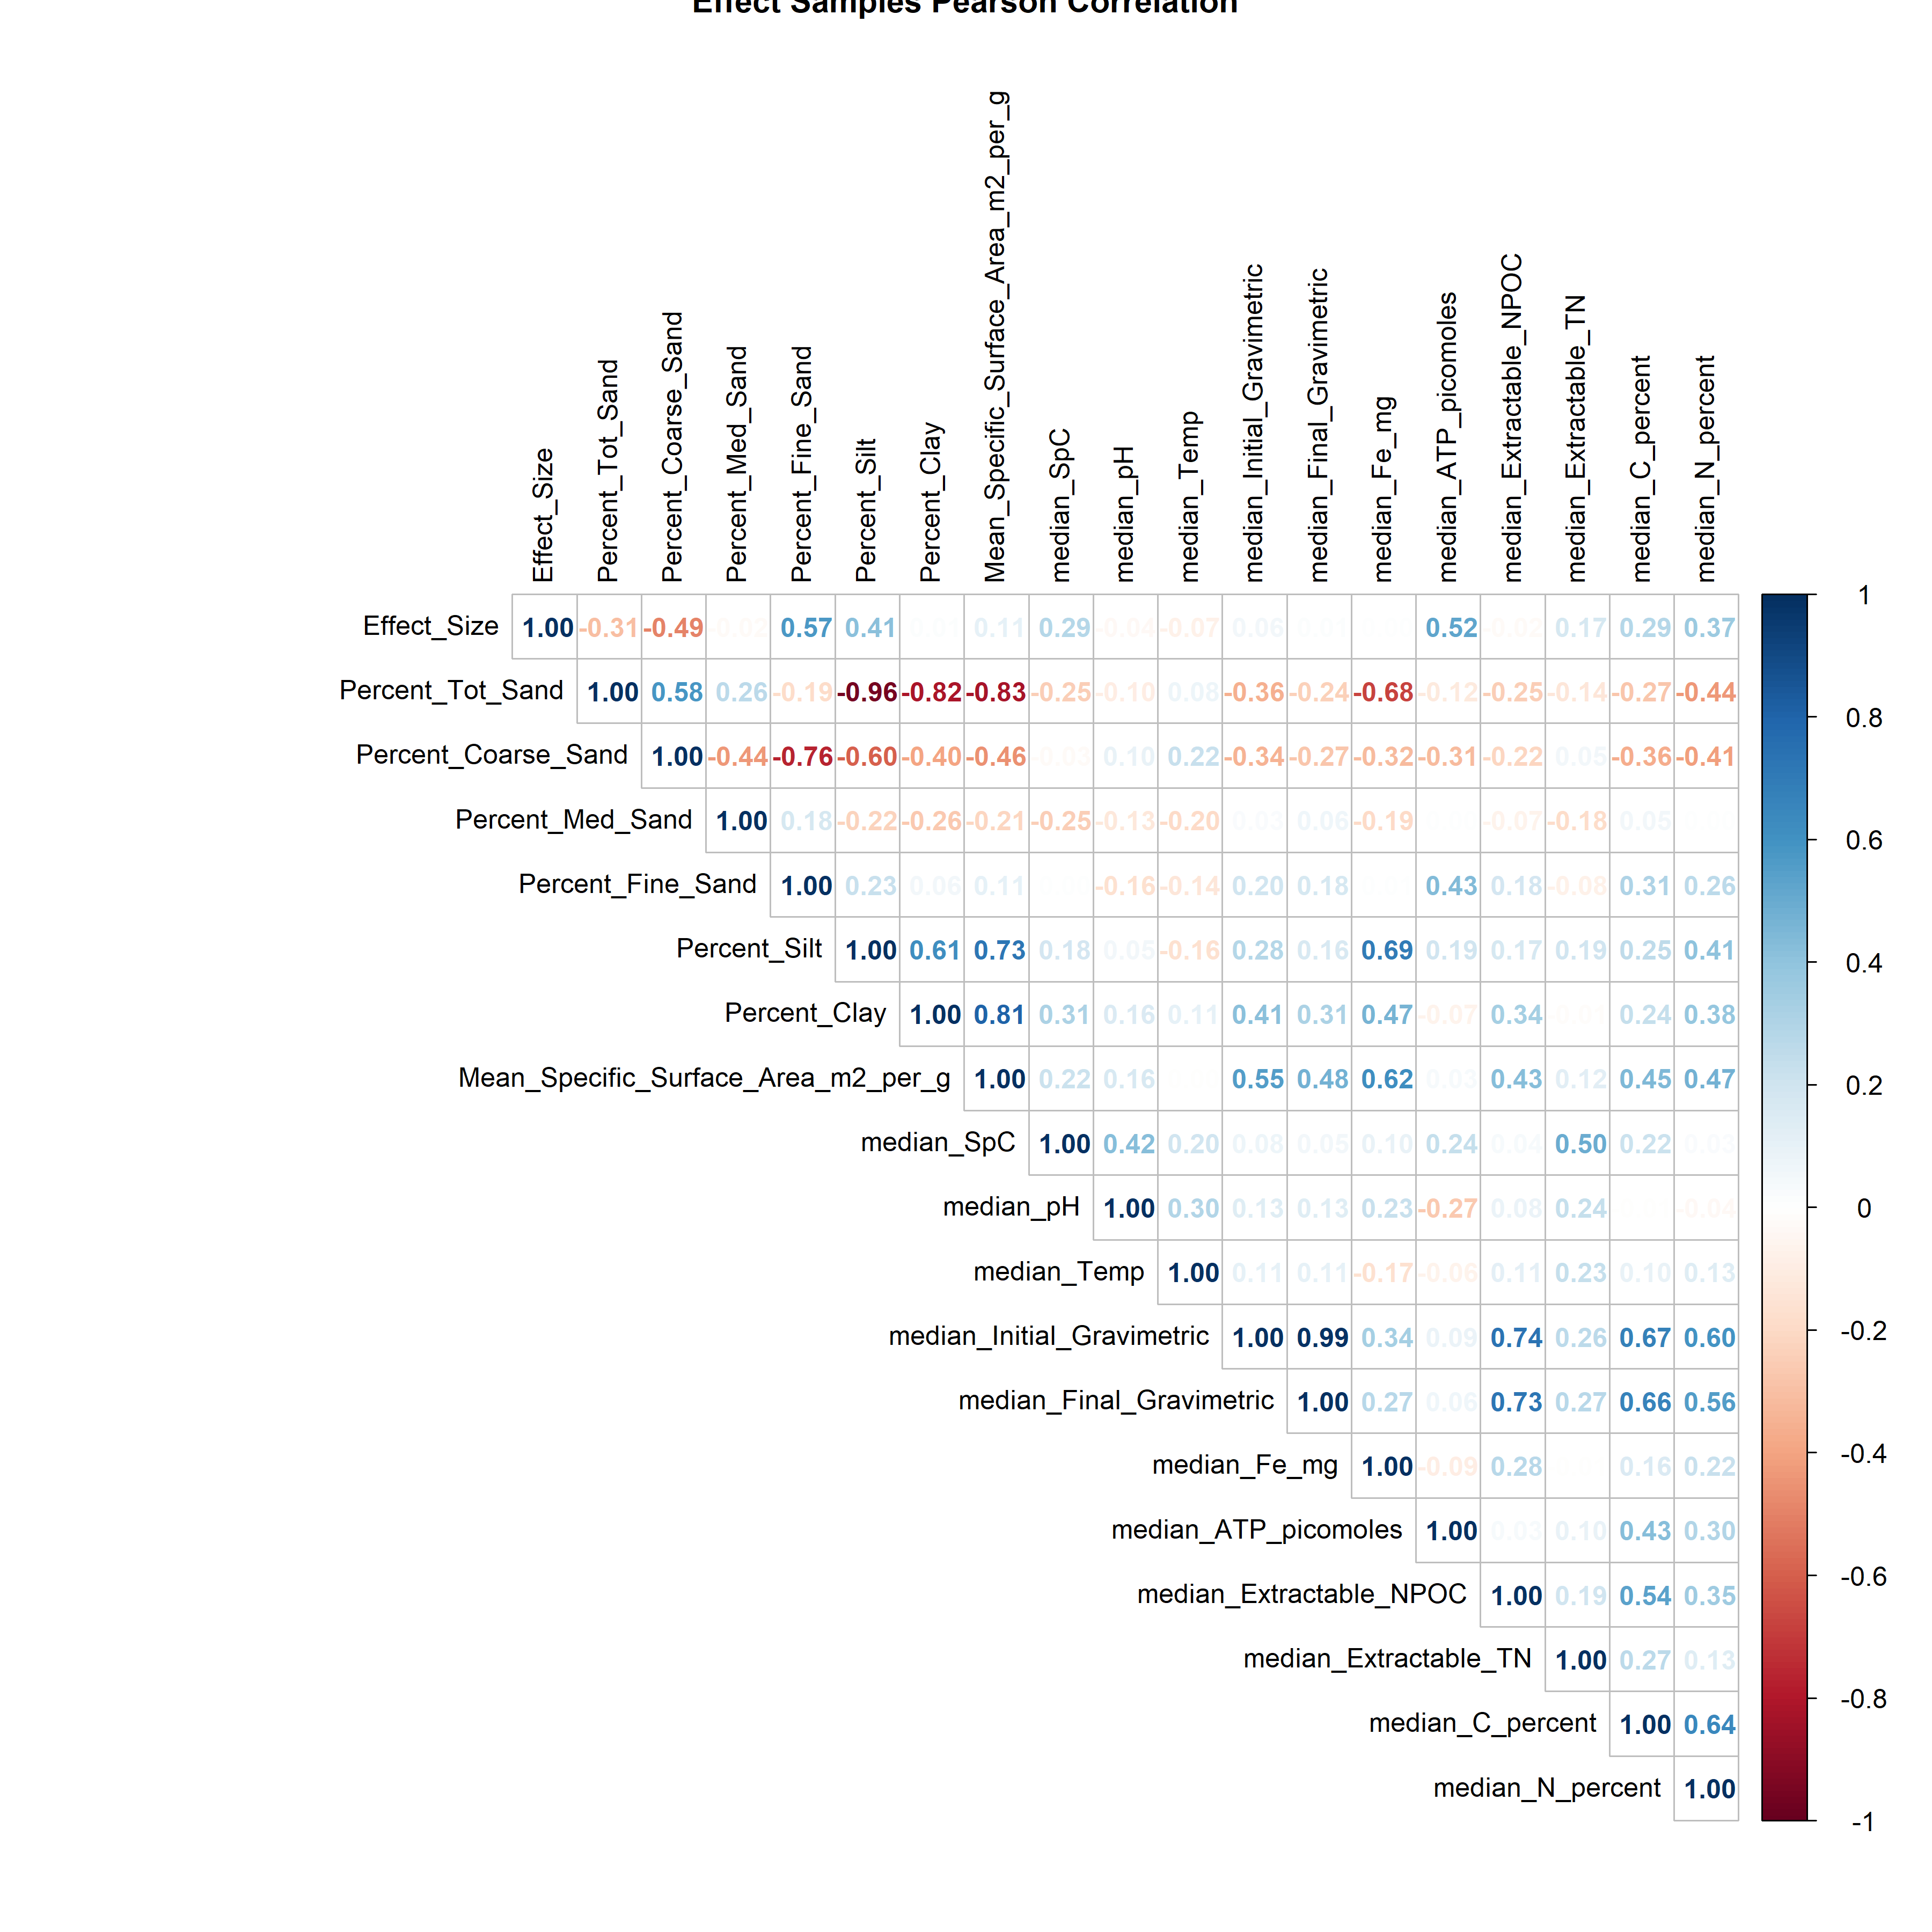 Effect Samples Pearson Correlation
Effect_Size
Percent_Tot_Sand
Percent_Coarse_Sand
Percent_Med_Sand
Percent_Fine_Sand
Percent_Silt
Percent_Clay
Mean_Specific_Surface_Area_m2_per_g
median_SpC
median_pH
median_Temp
median_Initial_Gravimetric
median_Final_Gravimetric
median_Fe_mg
median_ATP_picomoles
median_Extractable_NPOC
median_Extractable_TN
median_C_percent
median_N_percent
Effect_Size 1.00 -0.31 -0.49 -0.02 0.57 0.41 0.01 0.11 0.29 -0.04 -0.07 0.06 0.01 0.52 -0.02 0.17 0.29 0.37
Percent_Tot_Sand 1.00 0.58 0.26 -0.19 -0.96 -0.82 -0.83 -0.25 -0.10 0.08 -0.36 -0.24 -0.68 -0.12 -0.25 -0.14 -0.27 -0.44
Percent_Coarse_Sand 1.00 -0.44 -0.76 -0.60 -0.40 -0.46 -0.03 0.10 0.22 -0.34 -0.27 -0.32 -0.31 -0.22 0.05 -0.36 -0.41
Percent_Med_Sand 1.00 0.18 -0.22 -0.26 -0.21 -0.25 -0.13 -0.20 0.03 0.06 -0.19 -0.07 -0.18 0.05
Percent_Fine_Sand 1.00 0.23 0.06 0.11 -0.16 -0.14 0.20 0.18 0.43 0.18 -0.08 0.31 0.26
Percent_Silt 1.00 0.61 0.73 0.18 0.05 -0.16 0.28 0.16 0.69 0.19 0.17 0.19 0.25 0.41
Percent_Clay 1.00 0.81 0.31 0.16 0.11 0.41 0.31 0.47 -0.07 0.34 0.01 0.24 0.38
Mean_Specific_Surface_Area_m2_per_g 1.00 0.22 0.16 0.55 0.48 0.62 -0.03 0.43 0.12 0.45 0.47
median_SpC 1.00 0.42 0.20 0.08 0.05 0.10 0.24 0.04 0.50 0.22 0.03
median_pH 1.00 0.30 0.13 0.13 0.23 -0.27 0.08 0.24 -0.04
median_Temp 1.00 0.11 0.11 -0.17 -0.06 0.11 0.23 0.10 0.13
median_Initial_Gravimetric 1.00 0.99 0.34 0.09 0.74 0.26 0.67 0.60
median_Final_Gravimetric 1.00 0.27 0.06 0.73 0.27 0.66 0.56
median_Fe_mg 1.00 -0.09 0.28 0.16 0.22
median_ATP_picomoles 1.00 0.03 0.10 0.43 0.30
median_Extractable_NPOC 1.00 0.19 0.54 0.35
median_Extractable_TN 1.00 0.27 0.13
median_C_percent 1.00 0.64
median_N_percent 1.00
1
0.8
0.6
0.4
0.2
0
-0.2
-0.4
-0.6
-0.8
-1